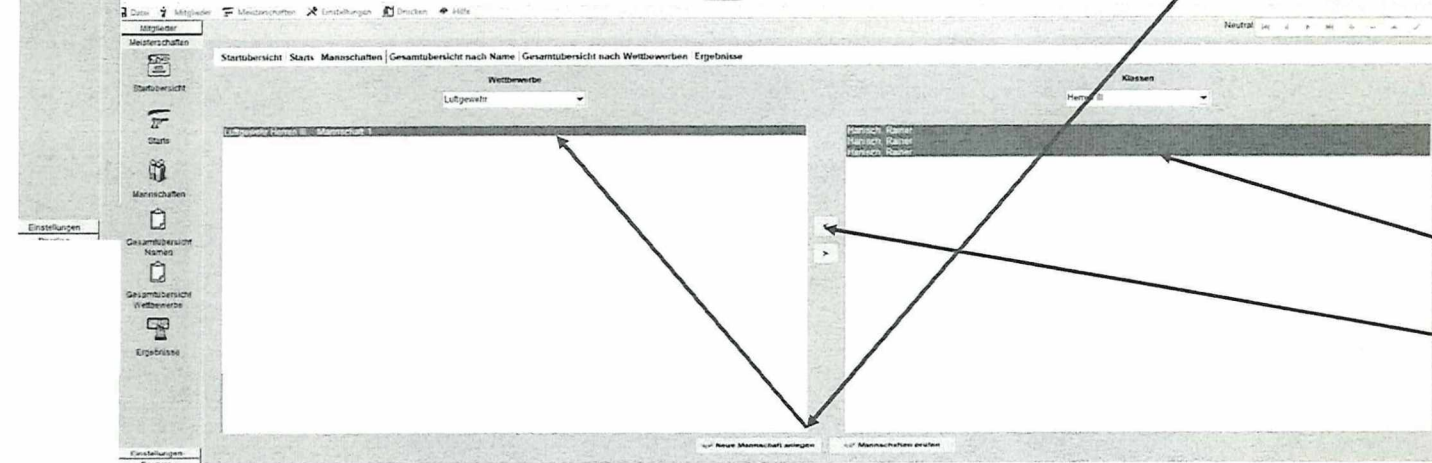 Datei Mitglieder Meisterschaften Einstellungen Drucken Hilfe
Mitglieder
Neutral
Meisterschaften
Startübersicht Starts Mannschaften Gesamtübersicht nach Name Gesamtübersicht nach Wettbewerben Ergebnisse
Wettbewerbe
Klassen
Startübersicht
Luftgewehr
Herren III
Luftgewehr Herren III Mannschaft 1
Hanisch, Rainer
Hanisch, Rainer
Hanisch, Rainer
Starts
Mannschaften
Einstellungen
Gesamtübersicht
Namen
>
Gesamtübersicht
Wettbewerbe
Ergebnisse
Neue Mannschaft anlegen
Mannschaften prüfen
Einstellungen